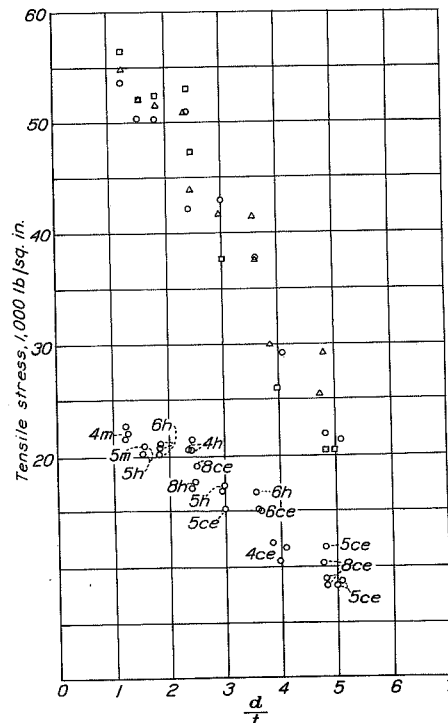 60
50
40
30
20
Tensile stress, 1,000 lb/sq. in.
6h
4m
5m
5h
4h
8ce
8h
5h
5ce
6h
6ce
4ce
5ce
8ce
5ce
0 1 2 3 4 5 6 7
d
t